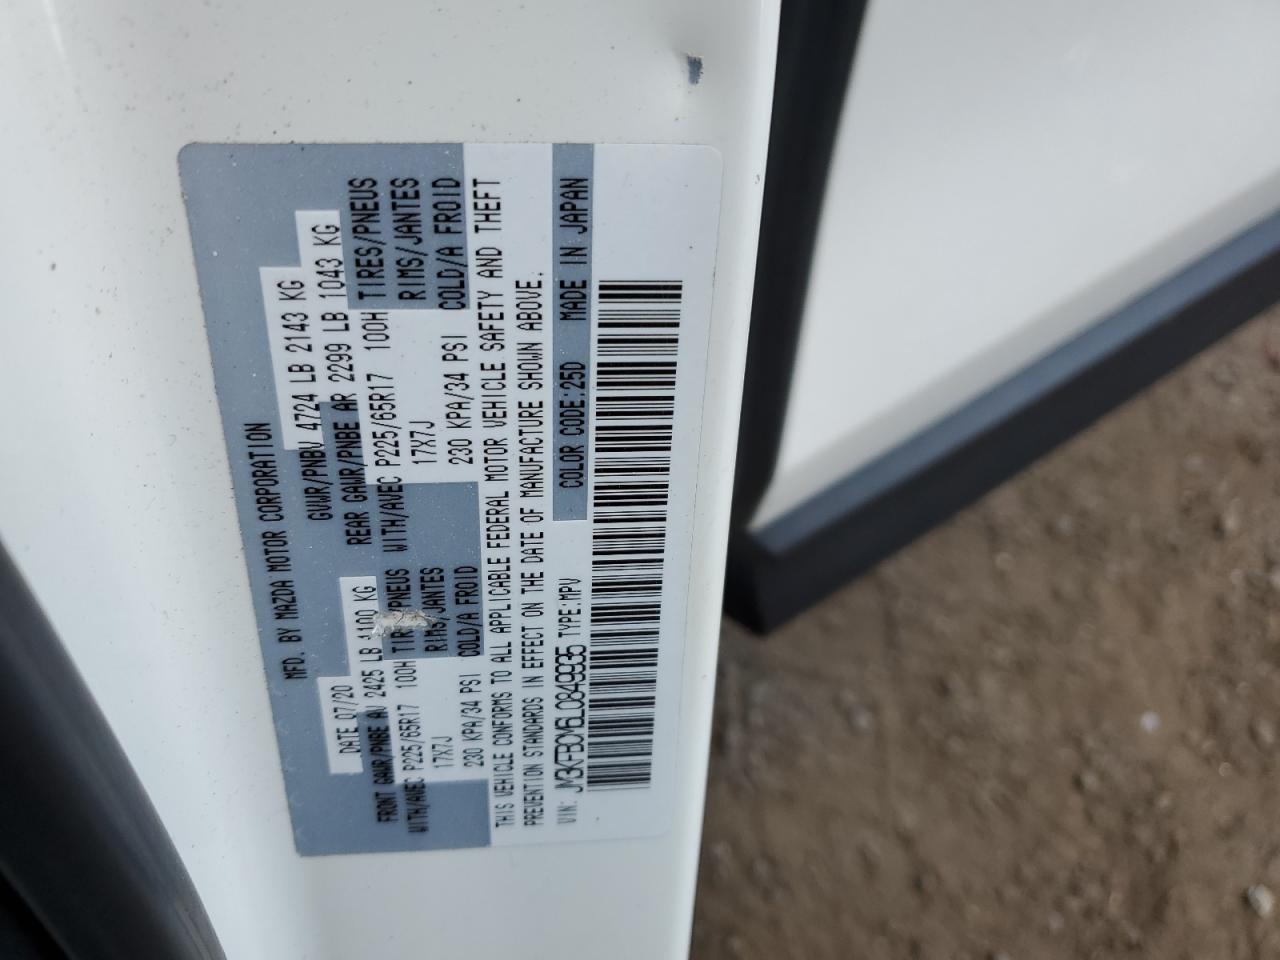 MFD. BY MAZDA MOTOR CORPORATION
DATE 07/20 GVWR/PNBV 4724 LB 2143 KG
FRONT GAWR/PNBE AV 2425 LB 1100 KG REAR GAWR/PNBE AR 2299 LB 1043 KG
WITH/AVEC P225/65R17 100H TIRES/PNEUS WITH/AVEC P225/65R17 100H TIRES/PNEUS
17X7J RIMS/JANTES 17X7J RIMS/JANTES
230 KPA/34 PSI COLD/A FROID 230 KPA/34 PSI COLD/A FROID
THIS VEHICLE CONFORMS TO ALL APPLICABLE FEDERAL MOTOR VEHICLE SAFETY AND THEFT
PREVENTION STANDARDS IN EFFECT ON THE DATE OF MANUFACTURE SHOWN ABOVE.
VIN: JM3KFBDM6L0849935 TYPE:MPV COLOR CODE:25D MADE IN JAPAN